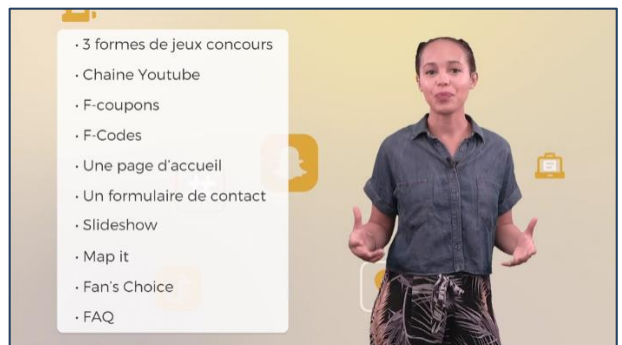 · 3 formes de jeux concours
· Chaine Youtube
· F-coupons
· F-Codes
· Une page d'accueil
· Un formulaire de contact
· Slideshow
· Map it
· Fan's Choice
· FAQ